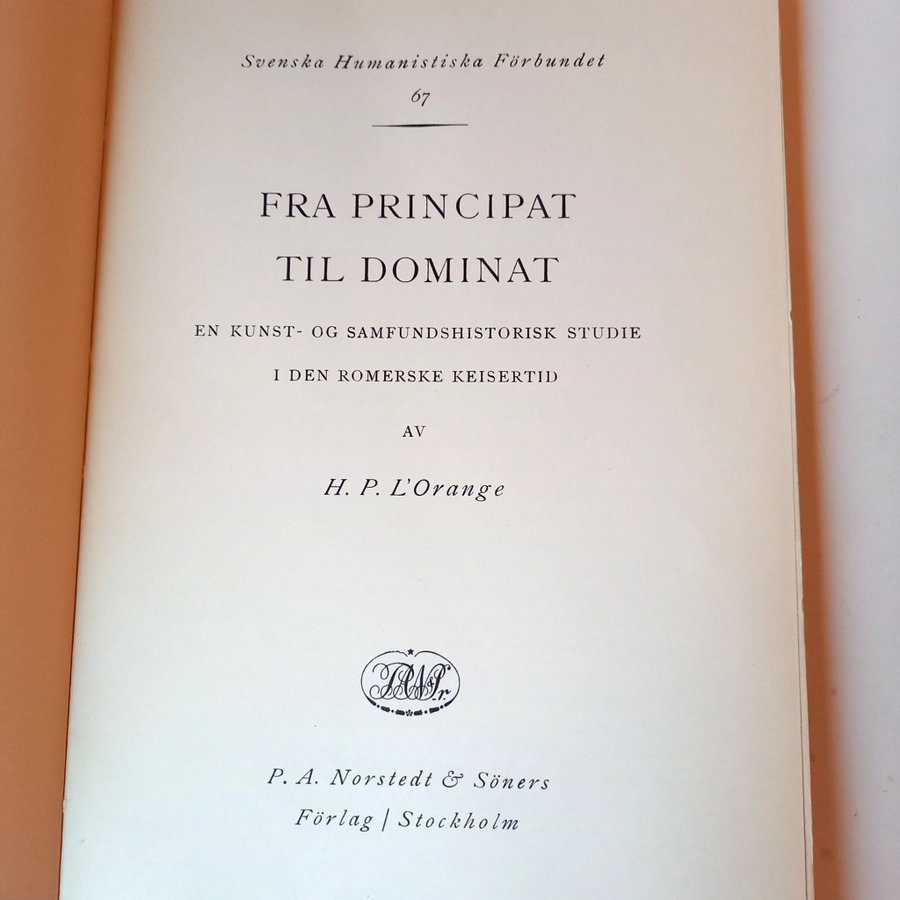 Svenska Humanistiska Förbundet
67
FRA PRINCIPAT
TIL DOMINAT
EN KUNST- OG SAMFUNDSHISTORISK STUDIE
I DEN ROMERSKE KEISERTID
AV
H. P. L'Orange
P. A. Norstedt & Söners
Förlag | Stockholm